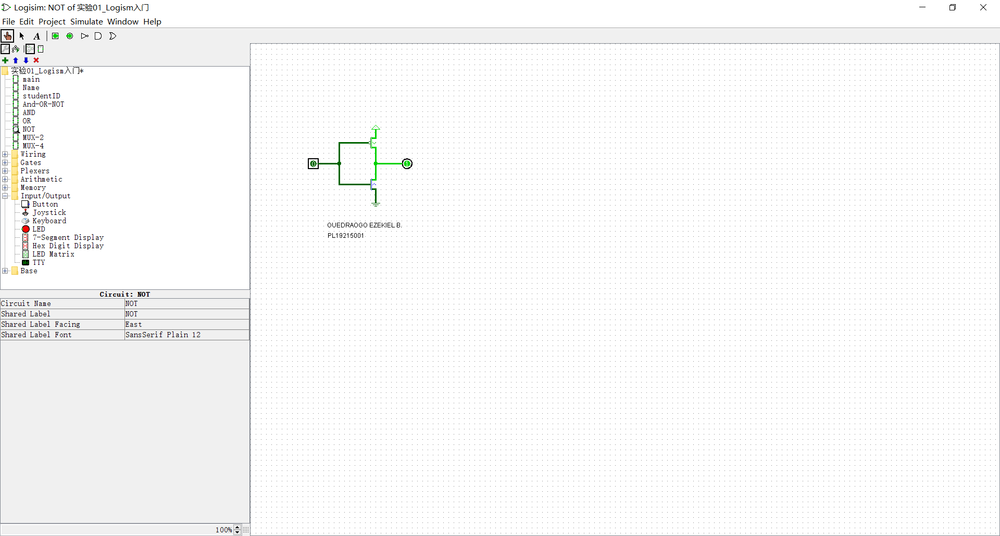 Logisim: NOT of 实验01_Logism入门
File Edit Project Simulate Window Help
A
实验01_Logism入门*
main
Name
studentID
And-OR-NOT
AND
OR
NOT
MUX-2
MUX-4
Wiring
Gates
Plexers
Arithmetic
Memory
Input/Output
Button
Joystick
Keyboard
LED
7-Segment Display
Hex Digit Display
LED Matrix
TTY
Base
Circuit: NOT
Circuit Name NOT
Shared Label NOT
Shared Label Facing East
Shared Label Font SansSerif Plain 12
100%
0
1
OUEDRAOGO EZEKIEL B.
PL19215001